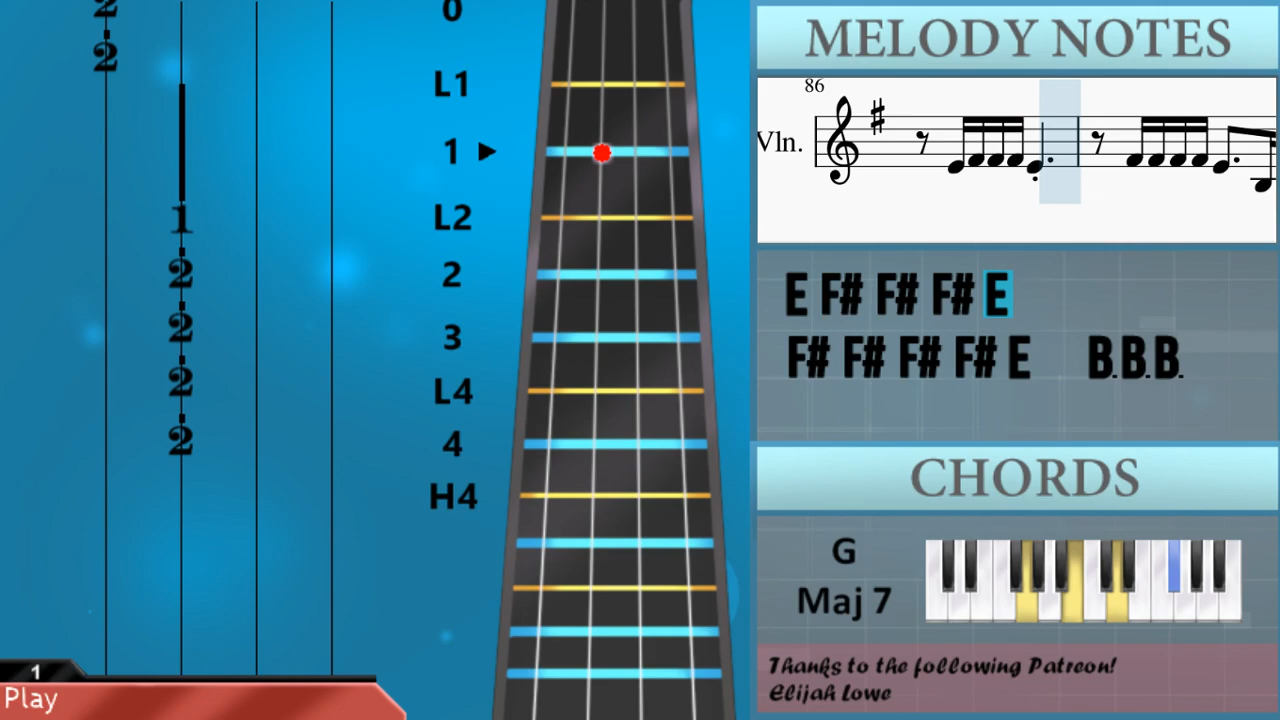 2
2
1
2
2
2
2
0
L1
1
L2
2
3
L4
4
H4
1
Play
MELODY NOTES
86
Vln.
E F# F# F# E
F# F# F# F# E B.B.B.
CHORDS
G
Maj 7
Thanks to the following Patreon!
Elijah Lowe